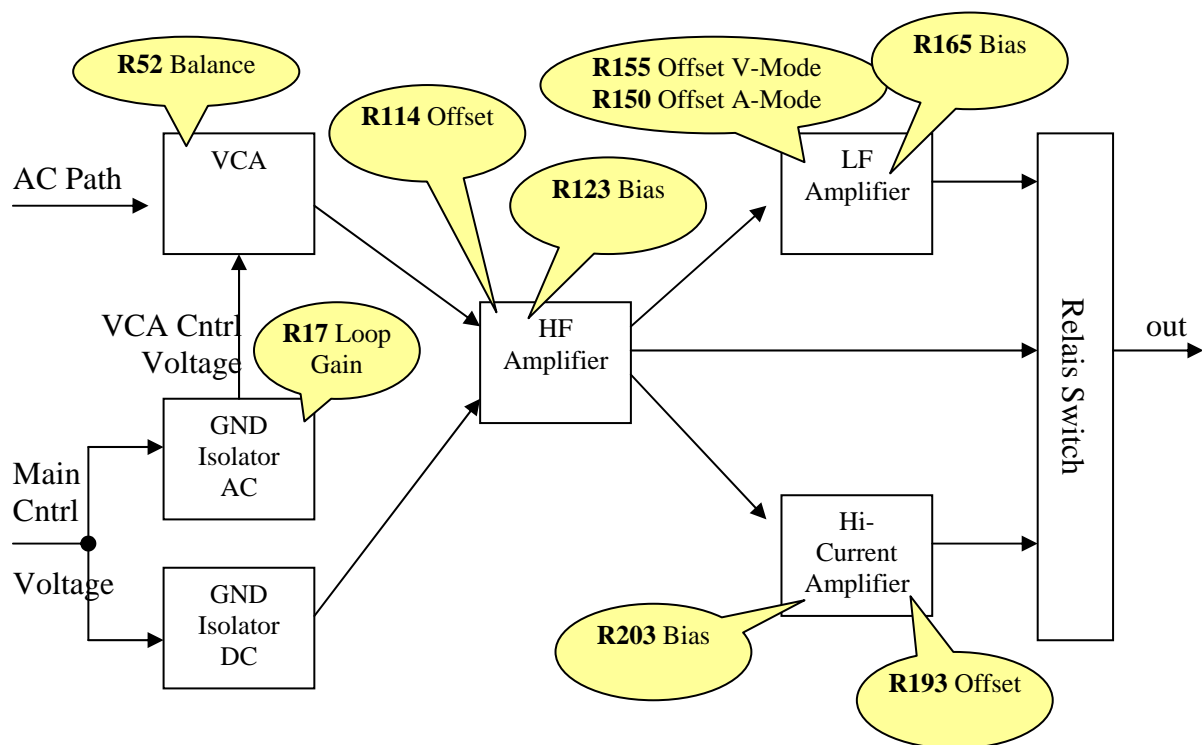 R52 Balance
VCA
AC Path
R114 Offset
R123 Bias
R155 Offset V-Mode
R150 Offset A-Mode
R165 Bias
LF
Amplifier
VCA Cntrl
Voltage
R17 Loop
Gain
HF
Amplifier
Relais Switch
out
GND
Isolator
AC
Main
Cntrl
Voltage
GND
Isolator
DC
Hi-
Current
Amplifier
R203 Bias
R193 Offset